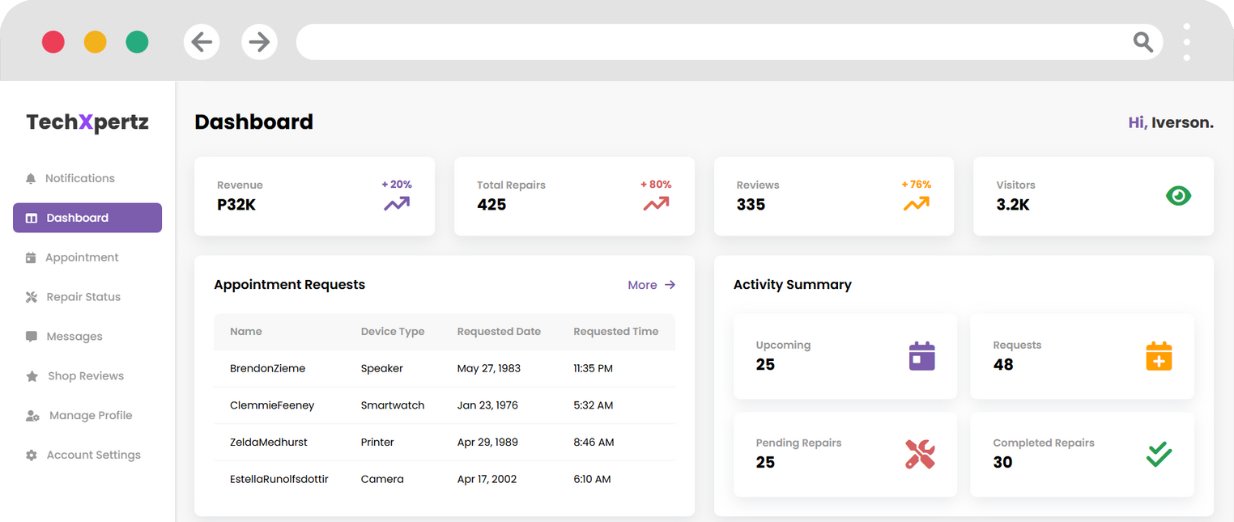 TechXpertz
Notifications
Dashboard
Appointment
Repair Status
Messages
Shop Reviews
Manage Profile
Account Settings
Dashboard
Hi, Iverson.
Revenue
+ 20%
P32K
Total Repairs
+ 80%
425
Reviews
+ 76%
335
Visitors
3.2K
Appointment Requests
More
Name Device Type Requested Date Requested Time
BrendonZieme Speaker May 27, 1983 11:35 PM
ClemmieFeeney Smartwatch Jan 23, 1976 5:32 AM
ZeldaMedhurst Printer Apr 29, 1989 8:46 AM
EstellaRunolfsdottir Camera Apr 17, 2002 6:10 AM
Activity Summary
Upcoming
25
Requests
48
Pending Repairs
25
Completed Repairs
30